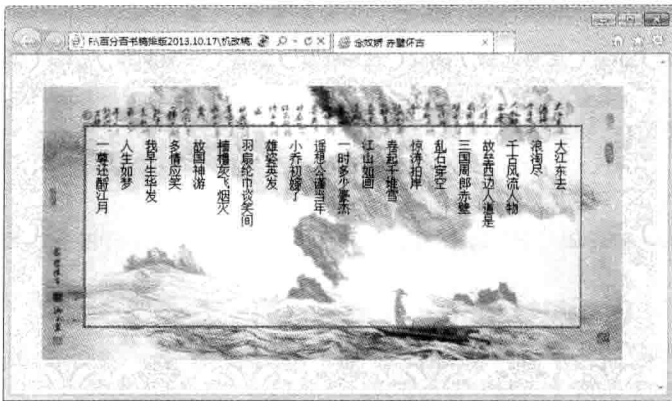 F:\百分百书稿排版2013.10.17\机改稿
念奴娇 赤壁怀古
大江东去
浪淘尽
千古风流人物
故垒西边人道是
三国周郎赤壁
乱石穿空
惊涛拍岸
卷起千堆雪
江山如画
一时多少豪杰
遥想公谨当年
小乔初嫁了
雄姿英发
羽扇纶巾谈笑间
樯橹灰飞烟灭
故国神游
多情应笑
我早生华发
人生如梦
一尊还酹江月